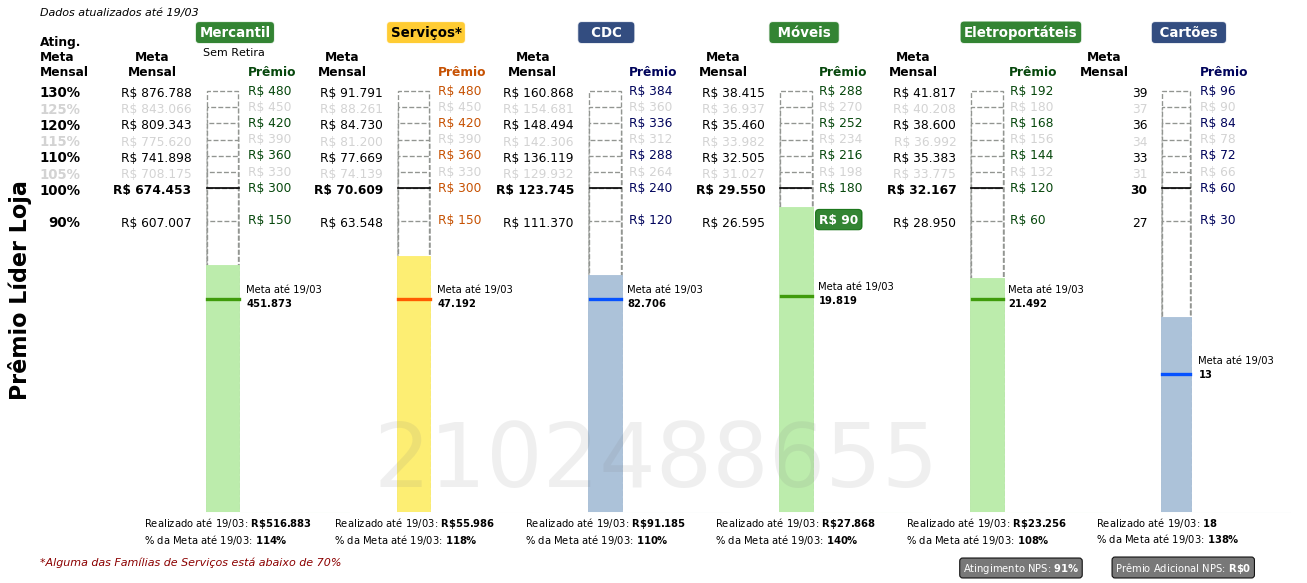 Dados atualizados até 19/03
Mercantil Serviços* CDC Móveis Eletroportáteis Cartões
Sem Retira
Ating. Meta Mensal
Meta Mensal Prêmio Meta Mensal Prêmio Meta Mensal Prêmio Meta Mensal Prêmio Meta Mensal Prêmio Meta Mensal Prêmio
130% R$ 876.788 R$ 480 R$ 91.791 R$ 480 R$ 160.868 R$ 384 R$ 38.415 R$ 288 R$ 41.817 R$ 192 39 R$ 96
125% R$ 843.066 R$ 450 R$ 88.261 R$ 450 R$ 154.681 R$ 360 R$ 36.937 R$ 270 R$ 40.208 R$ 180 37 R$ 90
120% R$ 809.343 R$ 420 R$ 84.730 R$ 420 R$ 148.494 R$ 336 R$ 35.460 R$ 252 R$ 38.600 R$ 168 36 R$ 84
115% R$ 775.620 R$ 390 R$ 81.200 R$ 390 R$ 142.306 R$ 312 R$ 33.982 R$ 234 R$ 36.992 R$ 156 34 R$ 78
110% R$ 741.898 R$ 360 R$ 77.669 R$ 360 R$ 136.119 R$ 288 R$ 32.505 R$ 216 R$ 35.383 R$ 144 33 R$ 72
105% R$ 708.175 R$ 330 R$ 74.139 R$ 330 R$ 129.932 R$ 264 R$ 31.027 R$ 198 R$ 33.775 R$ 132 31 R$ 66
100% R$ 674.453 R$ 300 R$ 70.609 R$ 300 R$ 123.745 R$ 240 R$ 29.550 R$ 180 R$ 32.167 R$ 120 30 R$ 60
90% R$ 607.007 R$ 150 R$ 63.548 R$ 150 R$ 111.370 R$ 120 R$ 26.595 R$ 90 R$ 28.950 R$ 60 27 R$ 30
Prêmio Líder Loja
Meta até 19/03 Meta até 19/03 Meta até 19/03 Meta até 19/03 Meta até 19/03
451.873 47.192 82.706 19.819 21.492
Meta até 19/03
13
2102488655
Realizado até 19/03: R$516.883 Realizado até 19/03: R$55.986 Realizado até 19/03: R$91.185 Realizado até 19/03: R$27.868 Realizado até 19/03: R$23.256 Realizado até 19/03: 18
% da Meta até 19/03: 114% % da Meta até 19/03: 118% % da Meta até 19/03: 110% % da Meta até 19/03: 140% % da Meta até 19/03: 108% % da Meta até 19/03: 138%
*Alguma das Famílias de Serviços está abaixo de 70%
Atingimento NPS: 91% Prêmio Adicional NPS: R$0